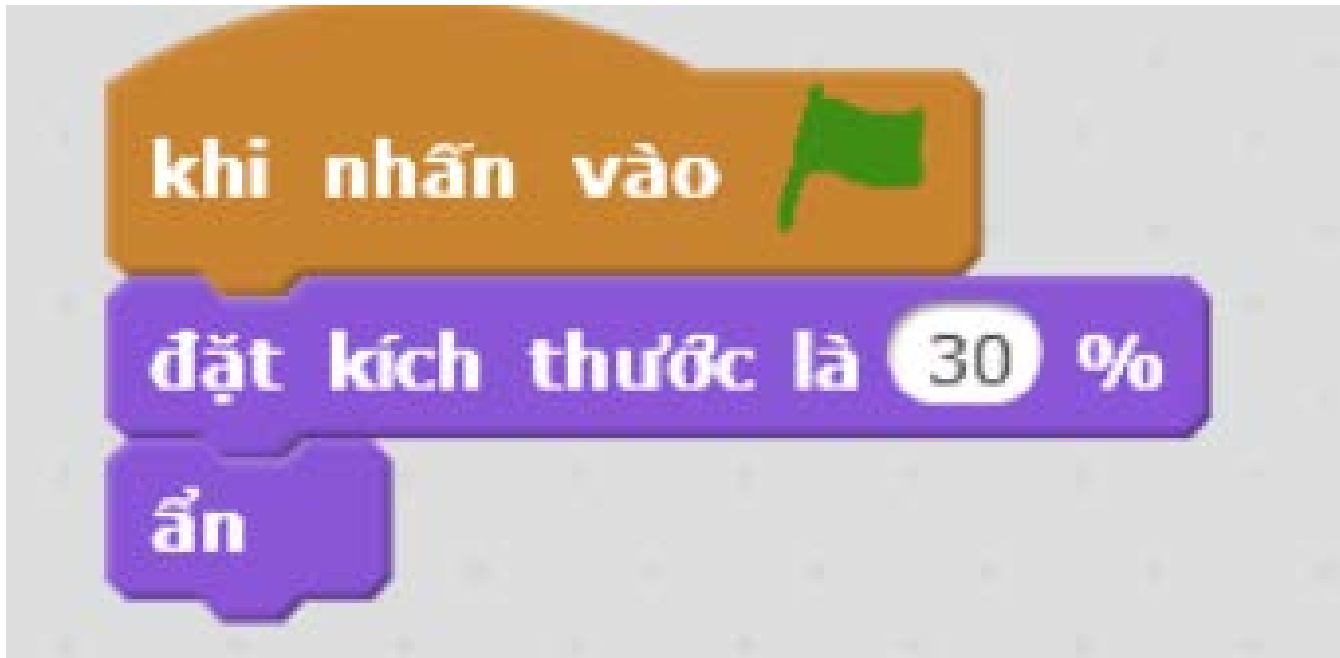 khi nhấn vào
đặt kích thước là 30 %
ẩn